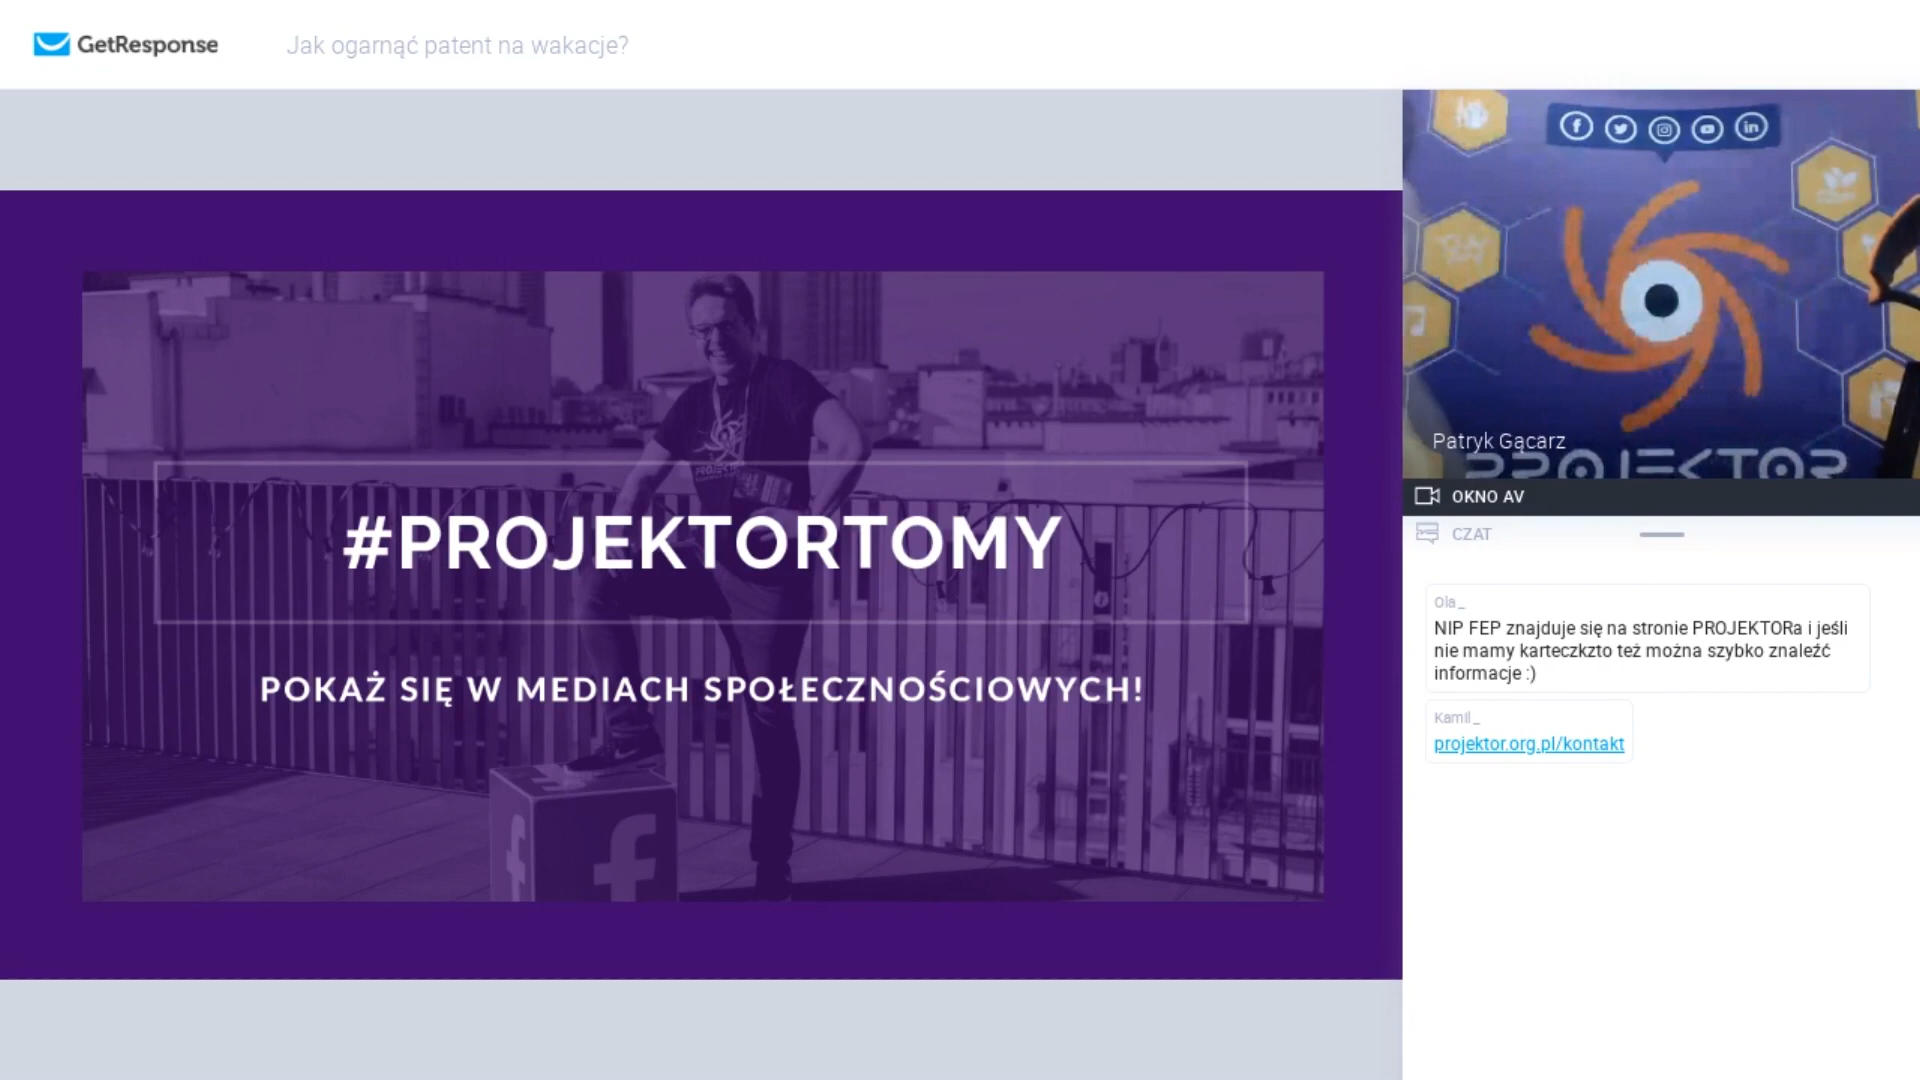 GetResponse
Jak ogarnąć patent na wakacje?
#PROJEKTORTOMY
POKAŻ SIĘ W MEDIACH SPOŁECZNOŚCIOWYCH!
Patryk Gącarz
PROJEKTOR
OKNO AV
CZAT
Ola_
NIP FEP znajduje się na stronie PROJEKTORa i jeśli
nie mamy karteczkzto też można szybko znaleźć
informacje :)
Kamil_
projektor.org.pl/kontakt